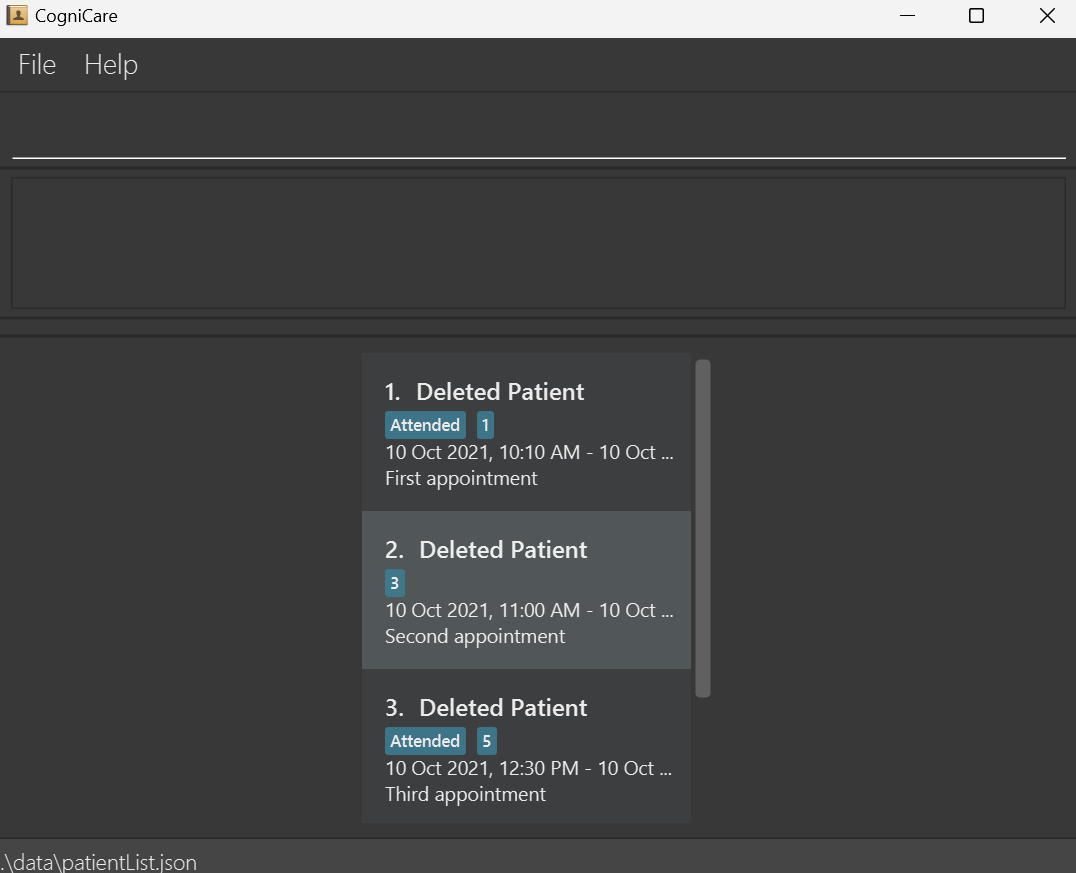 CogniCare
File Help
1. Deleted Patient
Attended 1
10 Oct 2021, 10:10 AM - 10 Oct ...
First appointment
2. Deleted Patient
3
10 Oct 2021, 11:00 AM - 10 Oct ...
Second appointment
3. Deleted Patient
Attended 5
10 Oct 2021, 12:30 PM - 10 Oct ...
Third appointment
.\data\patientList.json